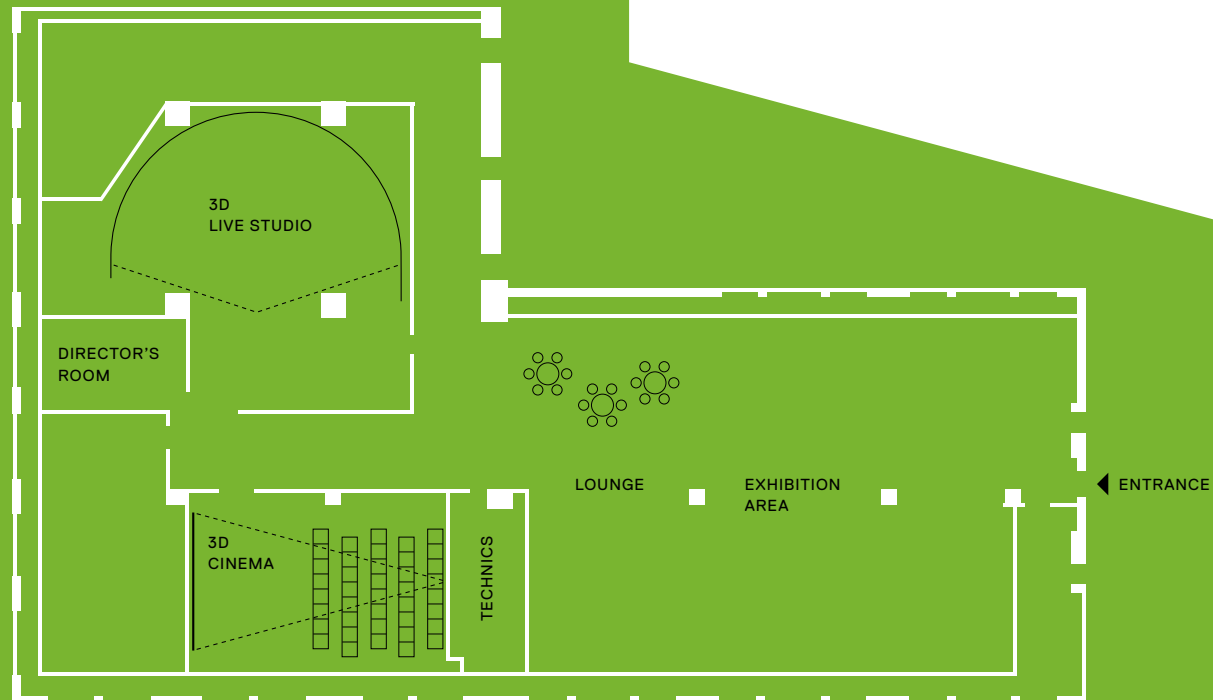 3D
LIVE STUDIO
DIRECTOR’S
ROOM
LOUNGE
EXHIBITION
AREA
ENTRANCE
3D
CINEMA
TECHNICS